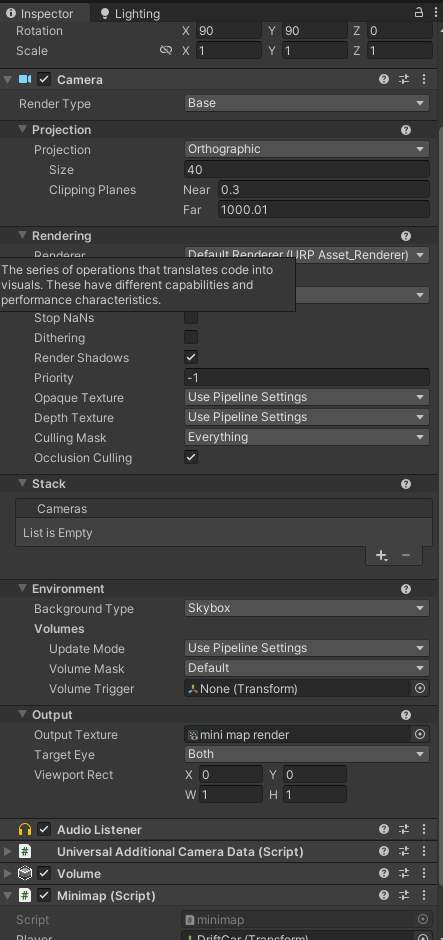 Inspector Lighting
Rotation X 90 Y 90 Z 0
Scale X 1 Y 1 Z 1
Camera
Render Type Base
Projection
Projection Orthographic
Size 40
Clipping Planes Near 0.3
Far 1000.01
Rendering
Renderer Default Renderer (URP Asset_Renderer)
The series of operations that translates code into
visuals. These have different capabilities and
performance characteristics.
Stop NaNs
Dithering
Render Shadows
Priority -1
Opaque Texture Use Pipeline Settings
Depth Texture Use Pipeline Settings
Culling Mask Everything
Occlusion Culling
Stack
Cameras
List is Empty
Environment
Background Type Skybox
Volumes
Update Mode Use Pipeline Settings
Volume Mask Default
Volume Trigger None (Transform)
Output
Output Texture mini map render
Target Eye Both
Viewport Rect X 0 Y 0
W 1 H 1
Audio Listener
Universal Additional Camera Data (Script)
Volume
Minimap (Script)
Script minimap
Player DriftCar (Transform)